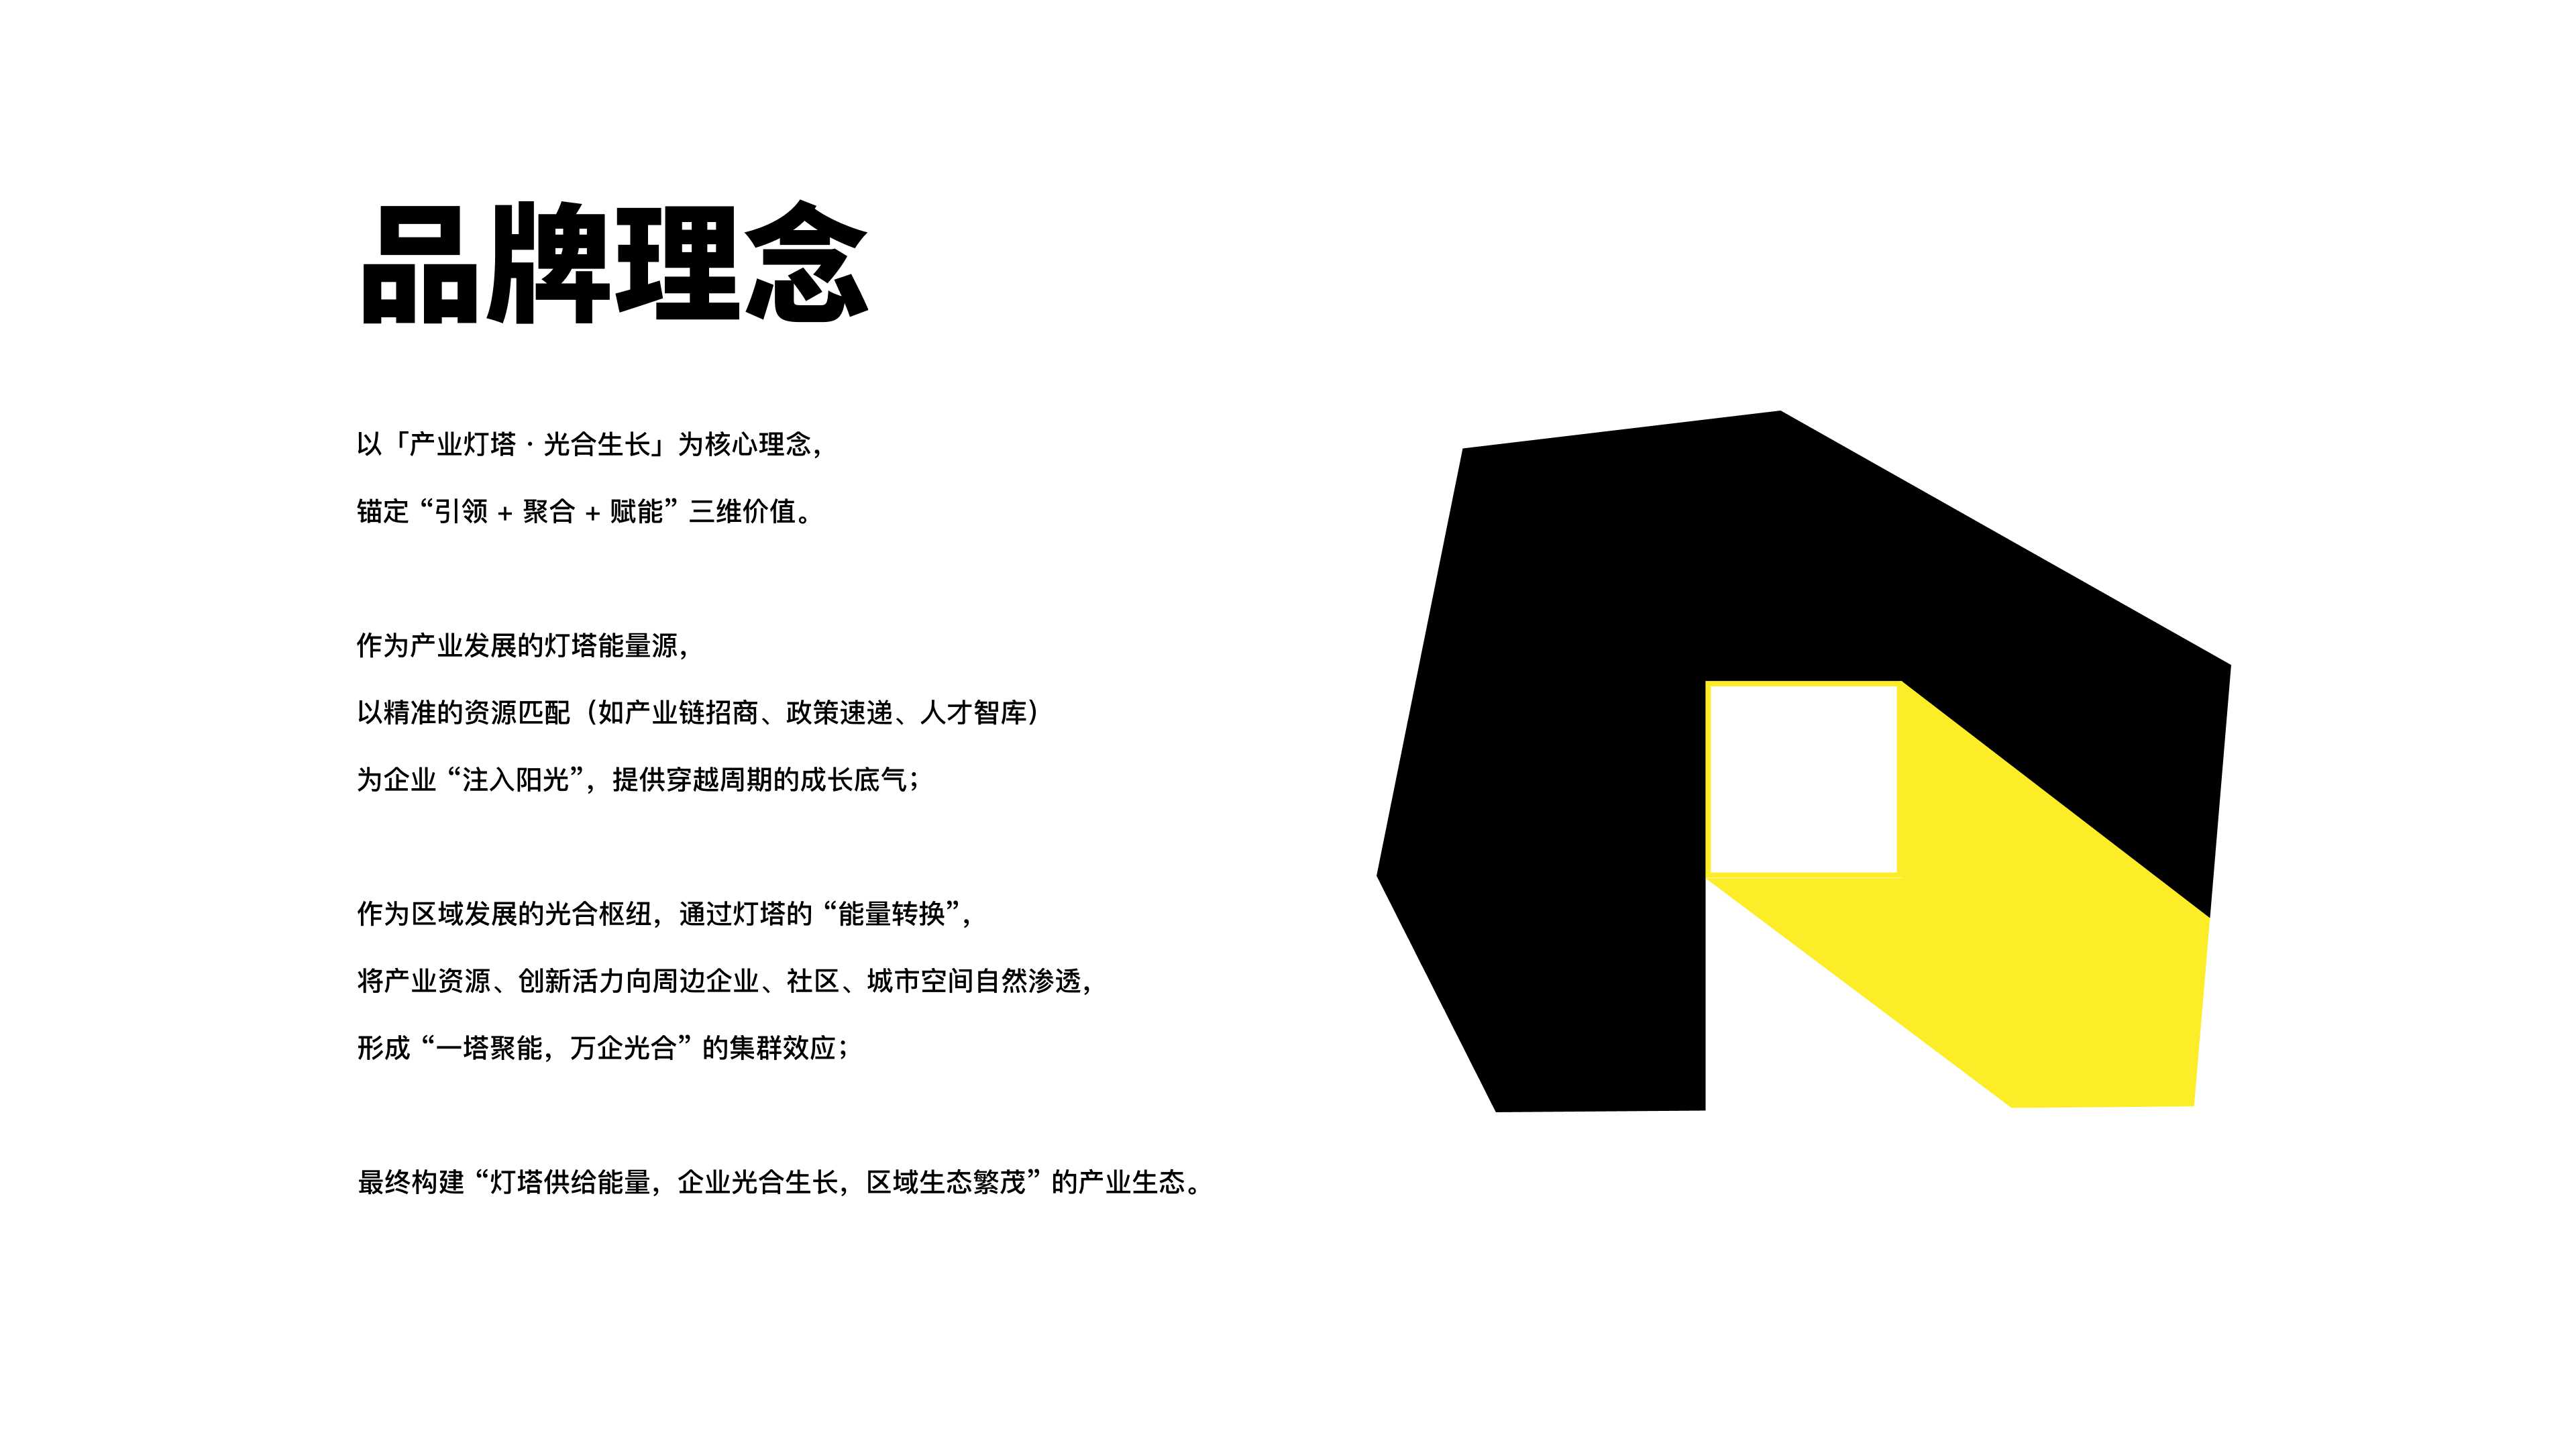 品牌理念
以「产业灯塔 · 光合生长」为核心理念，
锚定 “引领 + 聚合 + 赋能” 三维价值。
作为产业发展的灯塔能量源，
以精准的资源匹配（如产业链招商、政策速递、人才智库）
为企业 “注入阳光”，提供穿越周期的成长底气；
作为区域发展的光合枢纽，通过灯塔的 “能量转换”，
将产业资源、创新活力向周边企业、社区、城市空间自然渗透，
形成 “一塔聚能，万企光合” 的集群效应；
最终构建 “灯塔供给能量，企业光合生长，区域生态繁茂” 的产业生态。